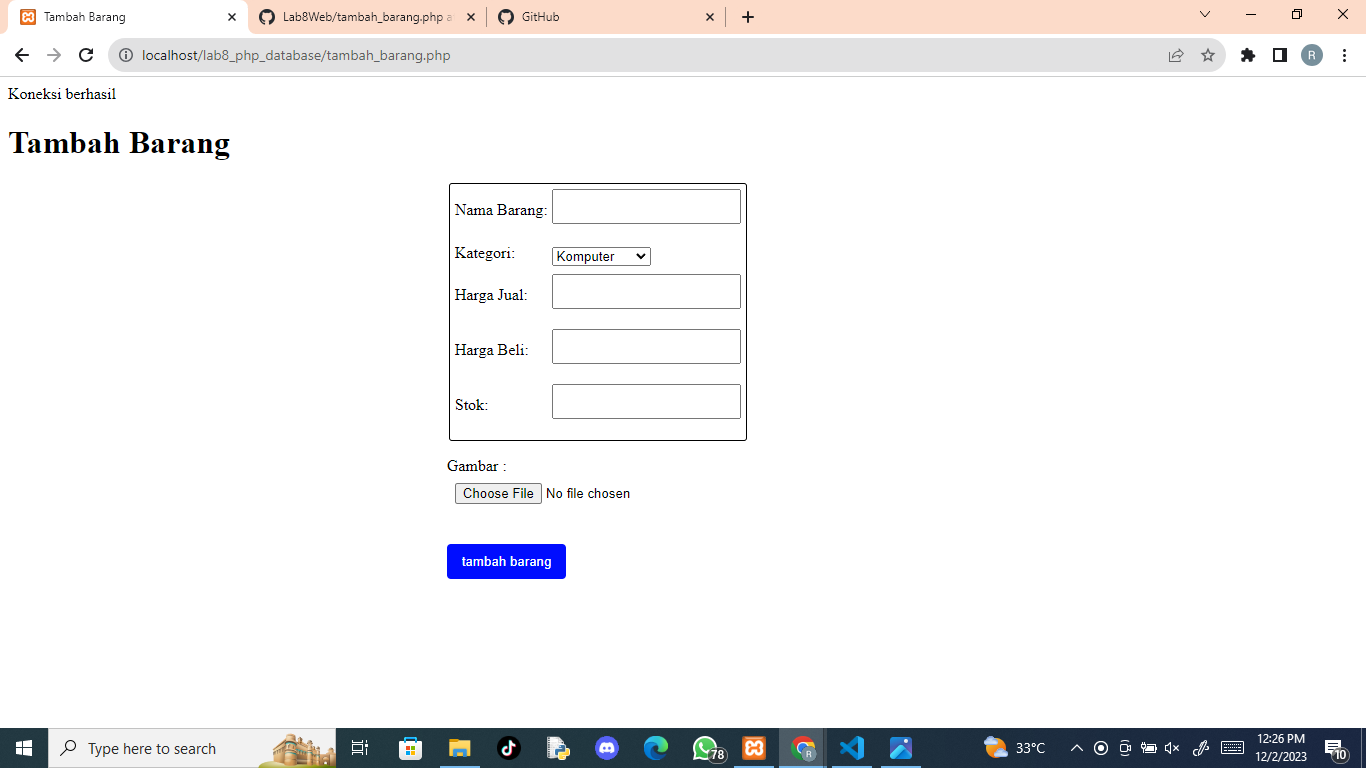 Tambah Barang
Lab8Web/tambah_barang.php a
GitHub
localhost/lab8_php_database/tambah_barang.php
R
Koneksi berhasil
Tambah Barang
Nama Barang:
Kategori: Komputer
Harga Jual:
Harga Beli:
Stok:
Gambar :
Choose File No file chosen
tambah barang
Type here to search
78
R
33°C
12:26 PM
12/2/2023
10